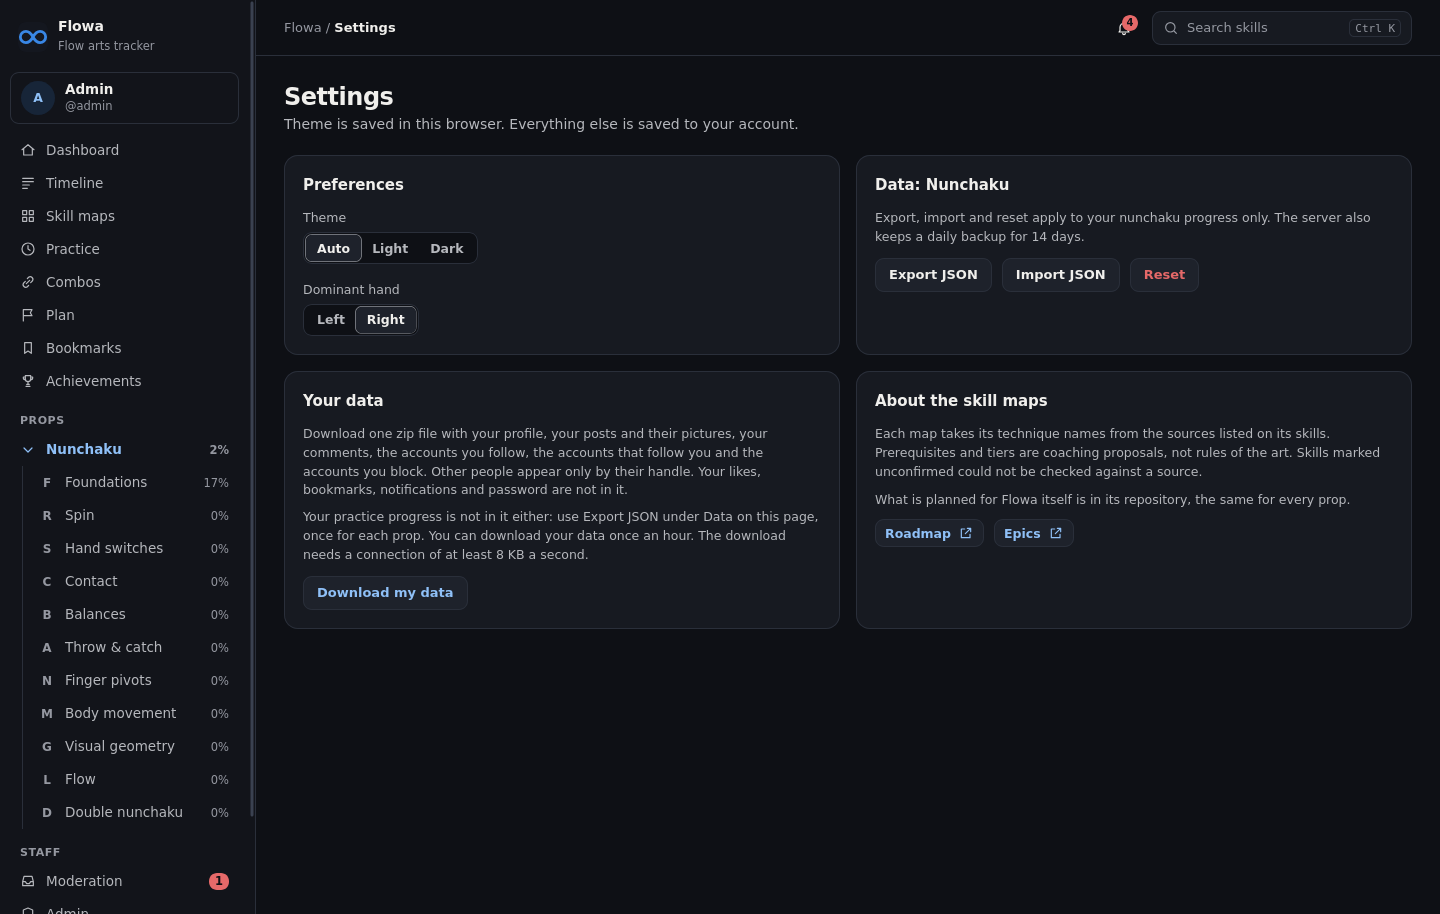 Flowa
Flow arts tracker
A
Admin
@admin
Dashboard
Timeline
Skill maps
Practice
Combos
Plan
Bookmarks
Achievements
PROPS
Nunchaku 2%
F Foundations 17%
R Spin 0%
S Hand switches 0%
C Contact 0%
B Balances 0%
A Throw & catch 0%
N Finger pivots 0%
M Body movement 0%
G Visual geometry 0%
L Flow 0%
D Double nunchaku 0%
STAFF
Moderation 1
Admin
Flowa / Settings
4
Search skills Ctrl K
Settings
Theme is saved in this browser. Everything else is saved to your account.
Preferences
Theme
Auto Light Dark
Dominant hand
Left Right
Data: Nunchaku
Export, import and reset apply to your nunchaku progress only. The server also
keeps a daily backup for 14 days.
Export JSON Import JSON Reset
Your data
Download one zip file with your profile, your posts and their pictures, your
comments, the accounts you follow, the accounts that follow you and the
accounts you block. Other people appear only by their handle. Your likes,
bookmarks, notifications and password are not in it.
Your practice progress is not in it either: use Export JSON under Data on this page,
once for each prop. You can download your data once an hour. The download
needs a connection of at least 8 KB a second.
Download my data
About the skill maps
Each map takes its technique names from the sources listed on its skills.
Prerequisites and tiers are coaching proposals, not rules of the art. Skills marked
unconfirmed could not be checked against a source.
What is planned for Flowa itself is in its repository, the same for every prop.
Roadmap Epics